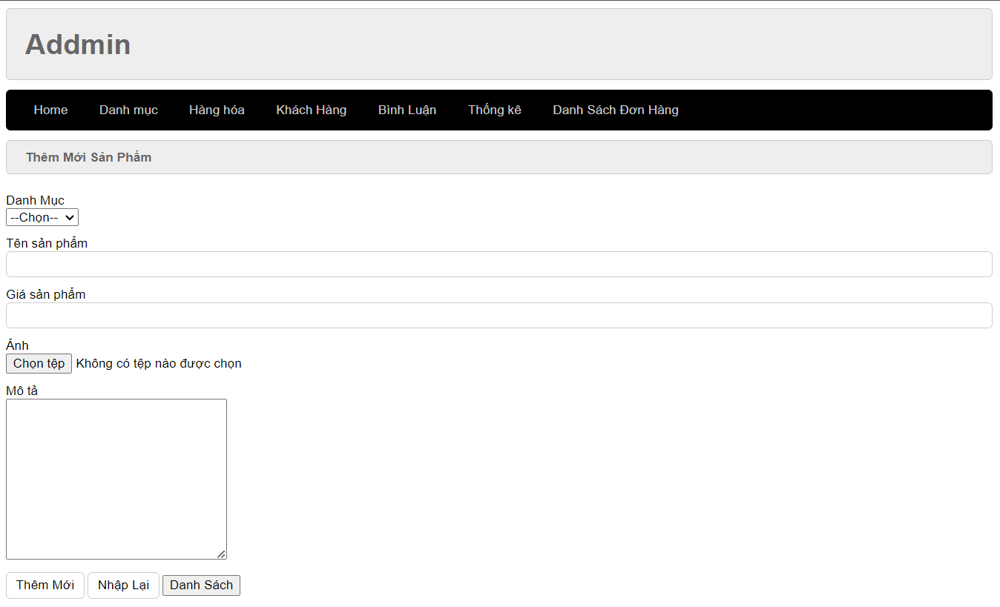 Addmin
Home Danh mục Hàng hóa Khách Hàng Bình Luận Thống kê Danh Sách Đơn Hàng
Thêm Mới Sản Phẩm
Danh Mục
--Chọn--
Tên sản phẩm
Giá sản phẩm
Ảnh
Chọn tệp Không có tệp nào được chọn
Mô tả
Thêm Mới Nhập Lại Danh Sách